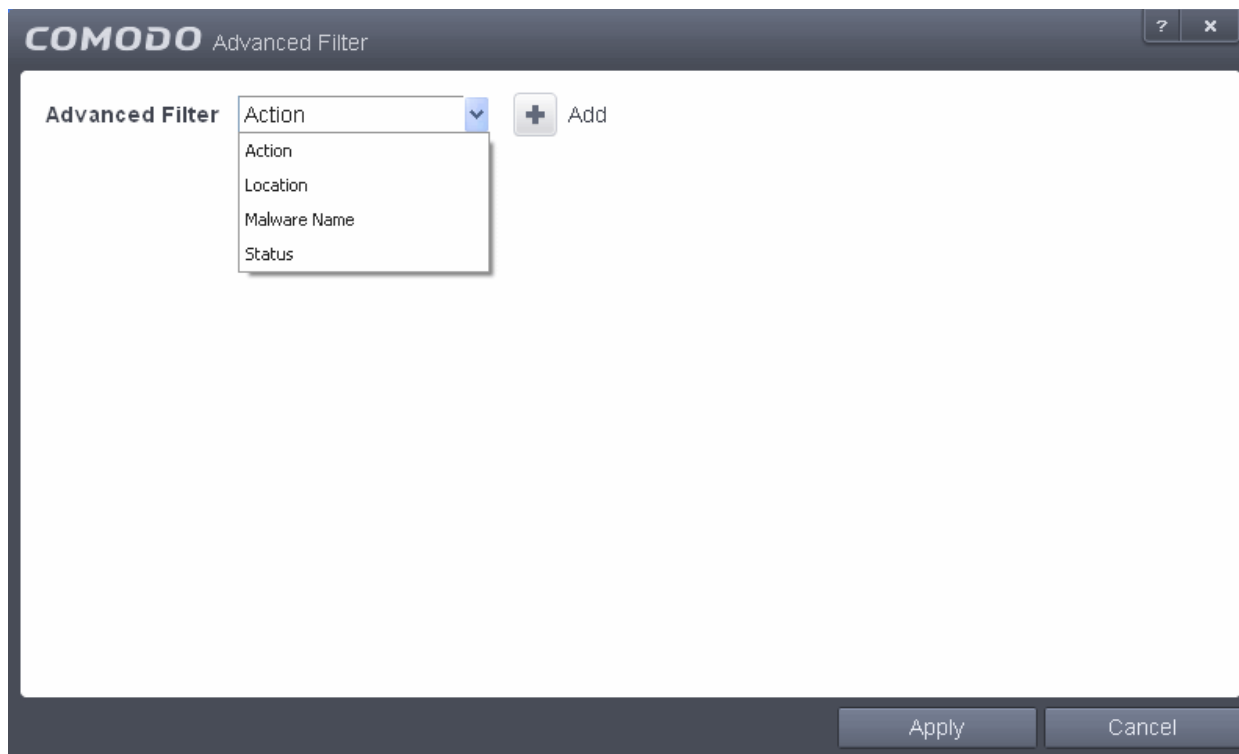 COMODO Advanced Filter ? x
Advanced Filter Action + Add
Action
Location
Malware Name
Status
Apply Cancel